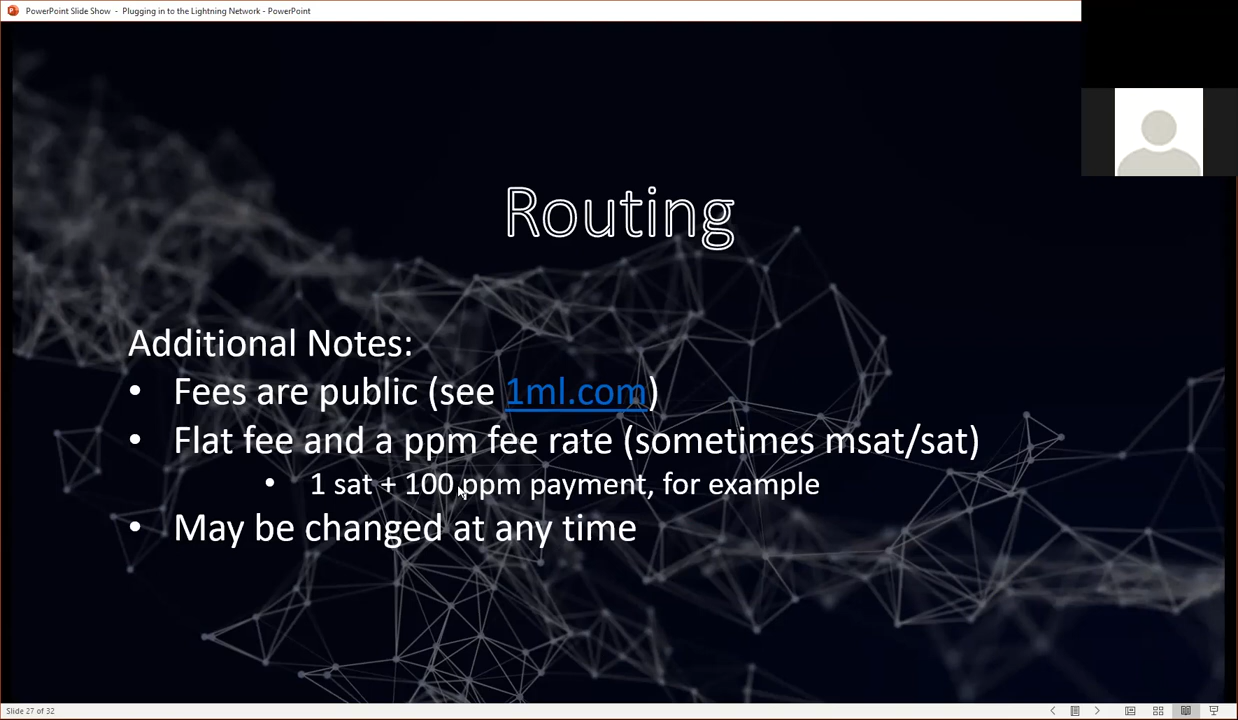 PowerPoint Slide Show - Plugging in to the Lightning Network - PowerPoint
Routing
Additional Notes:
• Fees are public (see 1ml.com)
• Flat fee and a ppm fee rate (sometimes msat/sat)
• 1 sat + 100 ppm payment, for example
• May be changed at any time
Slide 27 of 32